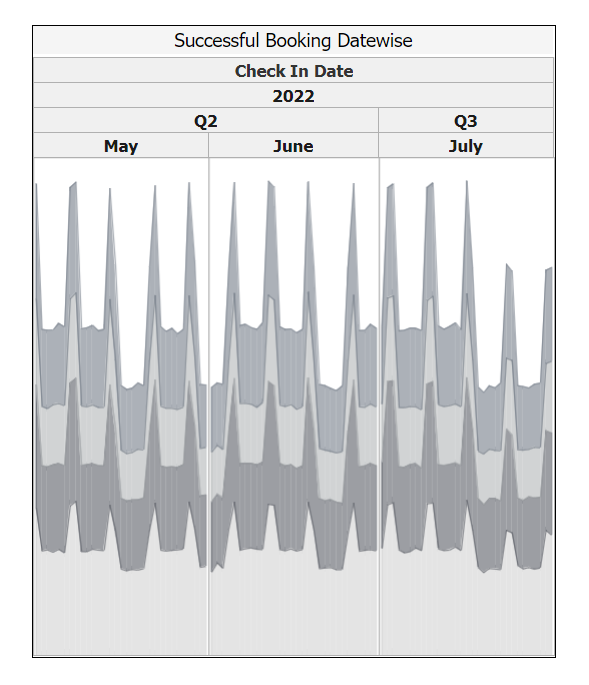 Successful Booking Datewise
Check In Date
2022
Q2 Q3
May June July